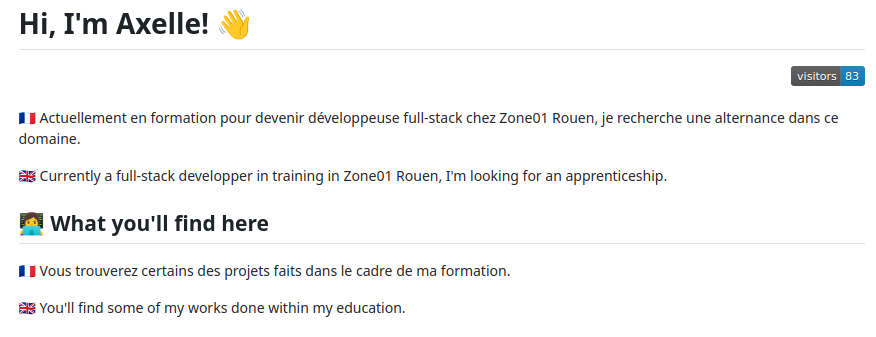 Hi, I'm Axelle! 👋
visitors 83
🇫🇷 Actuellement en formation pour devenir développeuse full-stack chez Zone01 Rouen, je recherche une alternance dans ce
domaine.
🇬🇧 Currently a full-stack developper in training in Zone01 Rouen, I'm looking for an apprenticeship.
👩‍💻 What you'll find here
🇫🇷 Vous trouverez certains des projets faits dans le cadre de ma formation.
🇬🇧 You'll find some of my works done within my education.